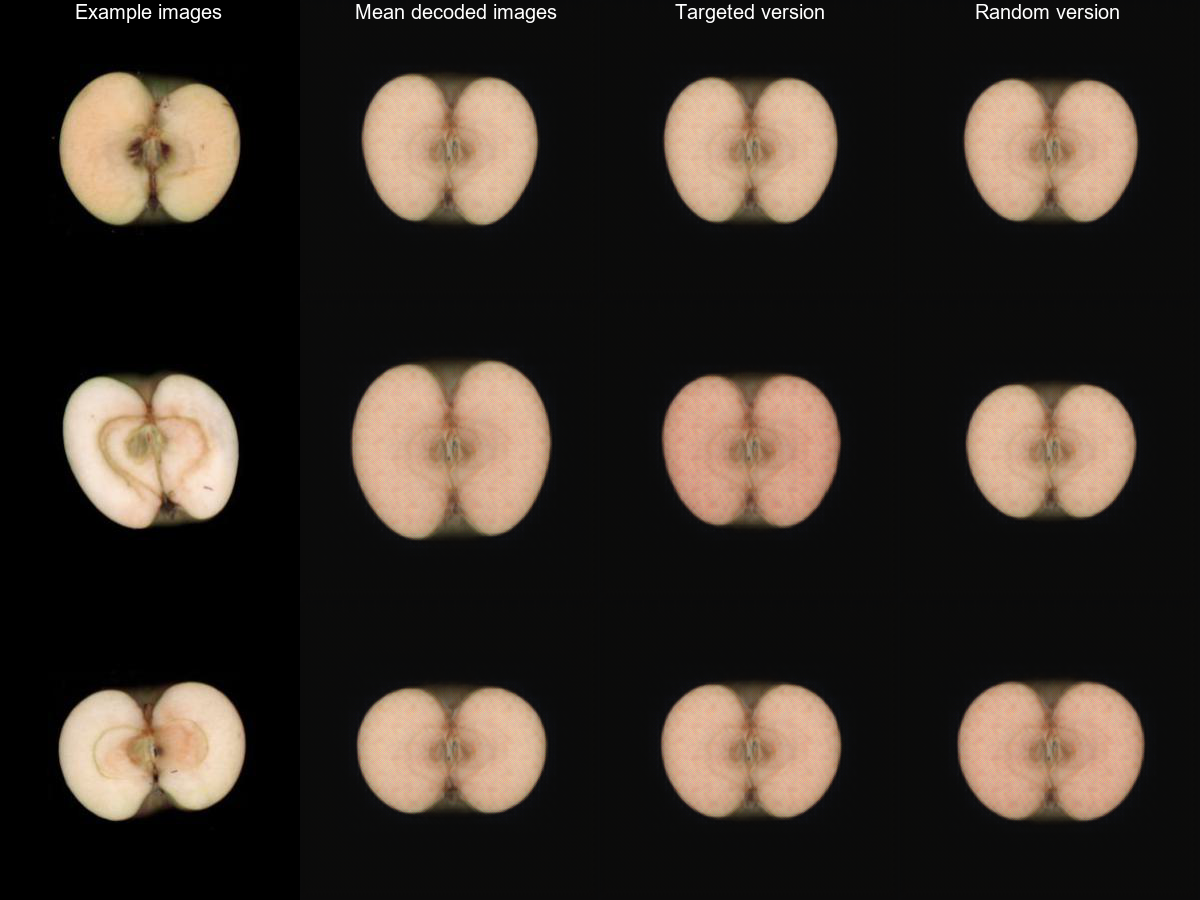 Example images
Mean decoded images
Targeted version
Random version